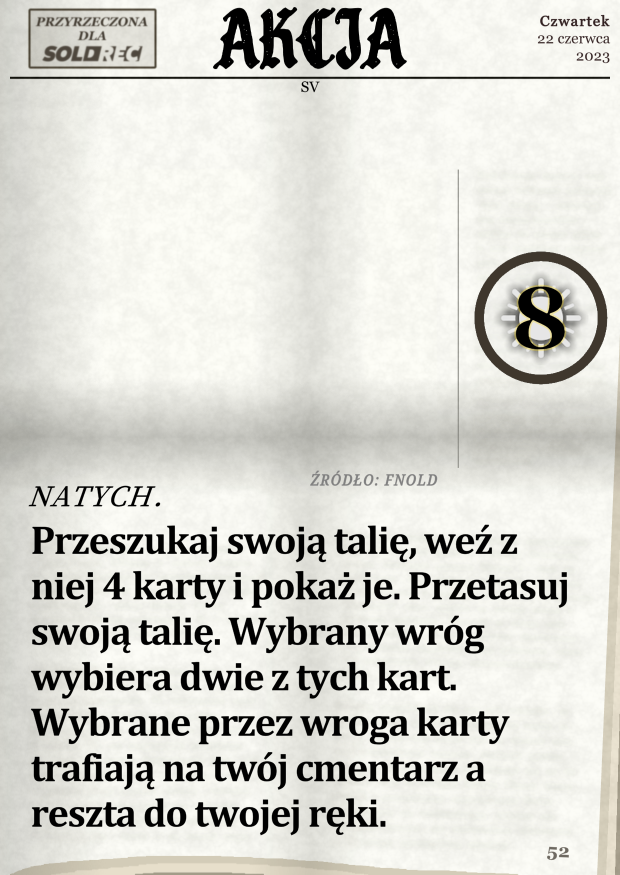 PRZYRZECZONA
DLA
SOLDREC
AKCJA
Czwartek
22 czerwca
2023
SV
8
ŹRÓDŁO: FNOLD
NATYCH.
Przeszukaj swoją talię, weź z
niej 4 karty i pokaż je. Przetasuj
swoją talię. Wybrany wróg
wybiera dwie z tych kart.
Wybrane przez wroga karty
trafiają na twój cmentarz a
reszta do twojej ręki.
52